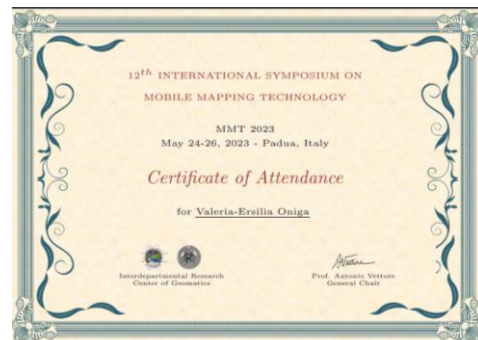 12th INTERNATIONAL SYMPOSIUM ON
MOBILE MAPPING TECHNOLOGY
MMT 2023
May 24-26, 2023 - Padua, Italy
Certificate of Attendance
for Valeria-Ersilia Oniga
Interdepartmental Research
Center of Geomatics
Prof. Antonio Vettore
General Chair